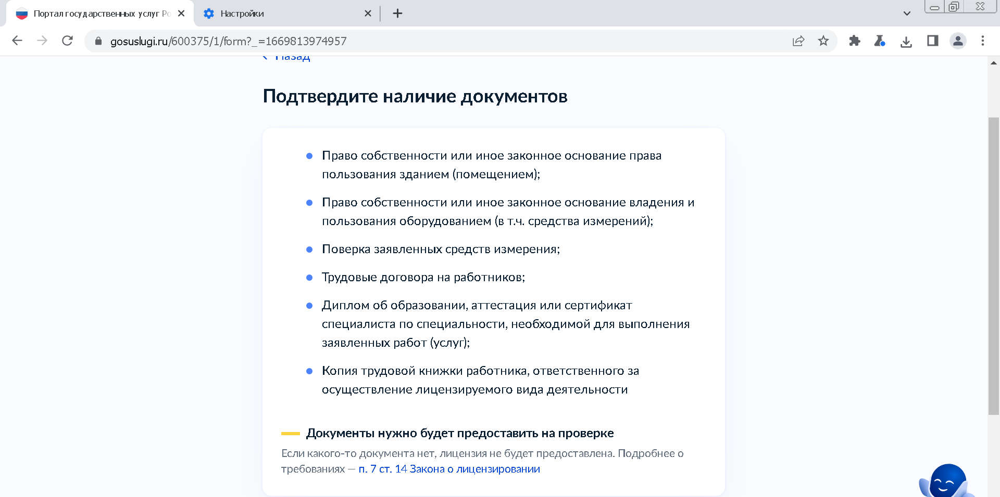 Портал государственных услуг Ро
Настройки
gosuslugi.ru/600375/1/form?_=1669813974957
Назад
Подтвердите наличие документов
Право собственности или иное законное основание права
пользования зданием (помещением);
Право собственности или иное законное основание владения и
пользования оборудованием (в т.ч. средства измерений);
Поверка заявленных средств измерения;
Трудовые договора на работников;
Диплом об образовании, аттестация или сертификат
специалиста по специальности, необходимой для выполнения
заявленных работ (услуг);
Копия трудовой книжки работника, ответственного за
осуществление лицензируемого вида деятельности
Документы нужно будет предоставить на проверке
Если какого-то документа нет, лицензия не будет предоставлена. Подробнее о
требованиях — п. 7 ст. 14 Закона о лицензировании